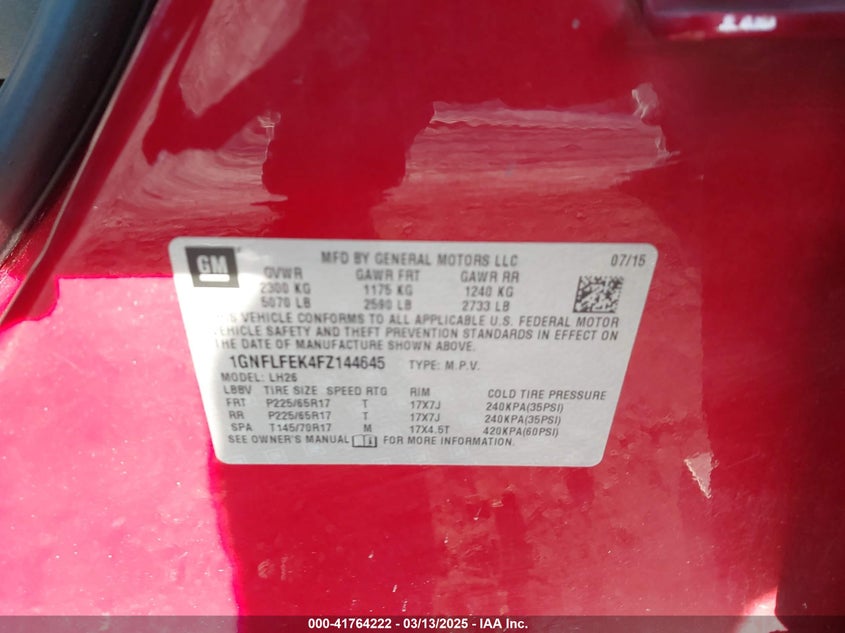 GM
MFD BY GENERAL MOTORS LLC 07/15
GVWR GAWR FRT GAWR RR
2300 KG 1175 KG 1240 KG
5070 LB 2590 LB 2733 LB
THIS VEHICLE CONFORMS TO ALL APPLICABLE U.S. FEDERAL MOTOR
VEHICLE SAFETY AND THEFT PREVENTION STANDARDS IN EFFECT ON
THE DATE OF MANUFACTURE SHOWN ABOVE.
1GNFLFEK4FZ144645 TYPE: M.P.V.
MODEL: LH26
LBBV TIRE SIZE SPEED RTG RIM COLD TIRE PRESSURE
FRT P225/65R17 T 17X7J 240KPA(35PSI)
RR P225/65R17 T 17X7J 240KPA(35PSI)
SPA T145/70R17 M 17X4.5T 420KPA(60PSI)
SEE OWNER'S MANUAL FOR MORE INFORMATION.
000-41764222 — 03/13/2025 — IAA Inc.